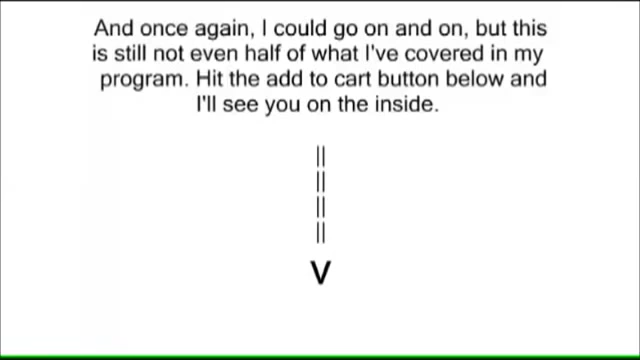 And once again, I could go on and on, but this
is still not even half of what I've covered in my
program. Hit the add to cart button below and
I'll see you on the inside.
||
||
||
||
V